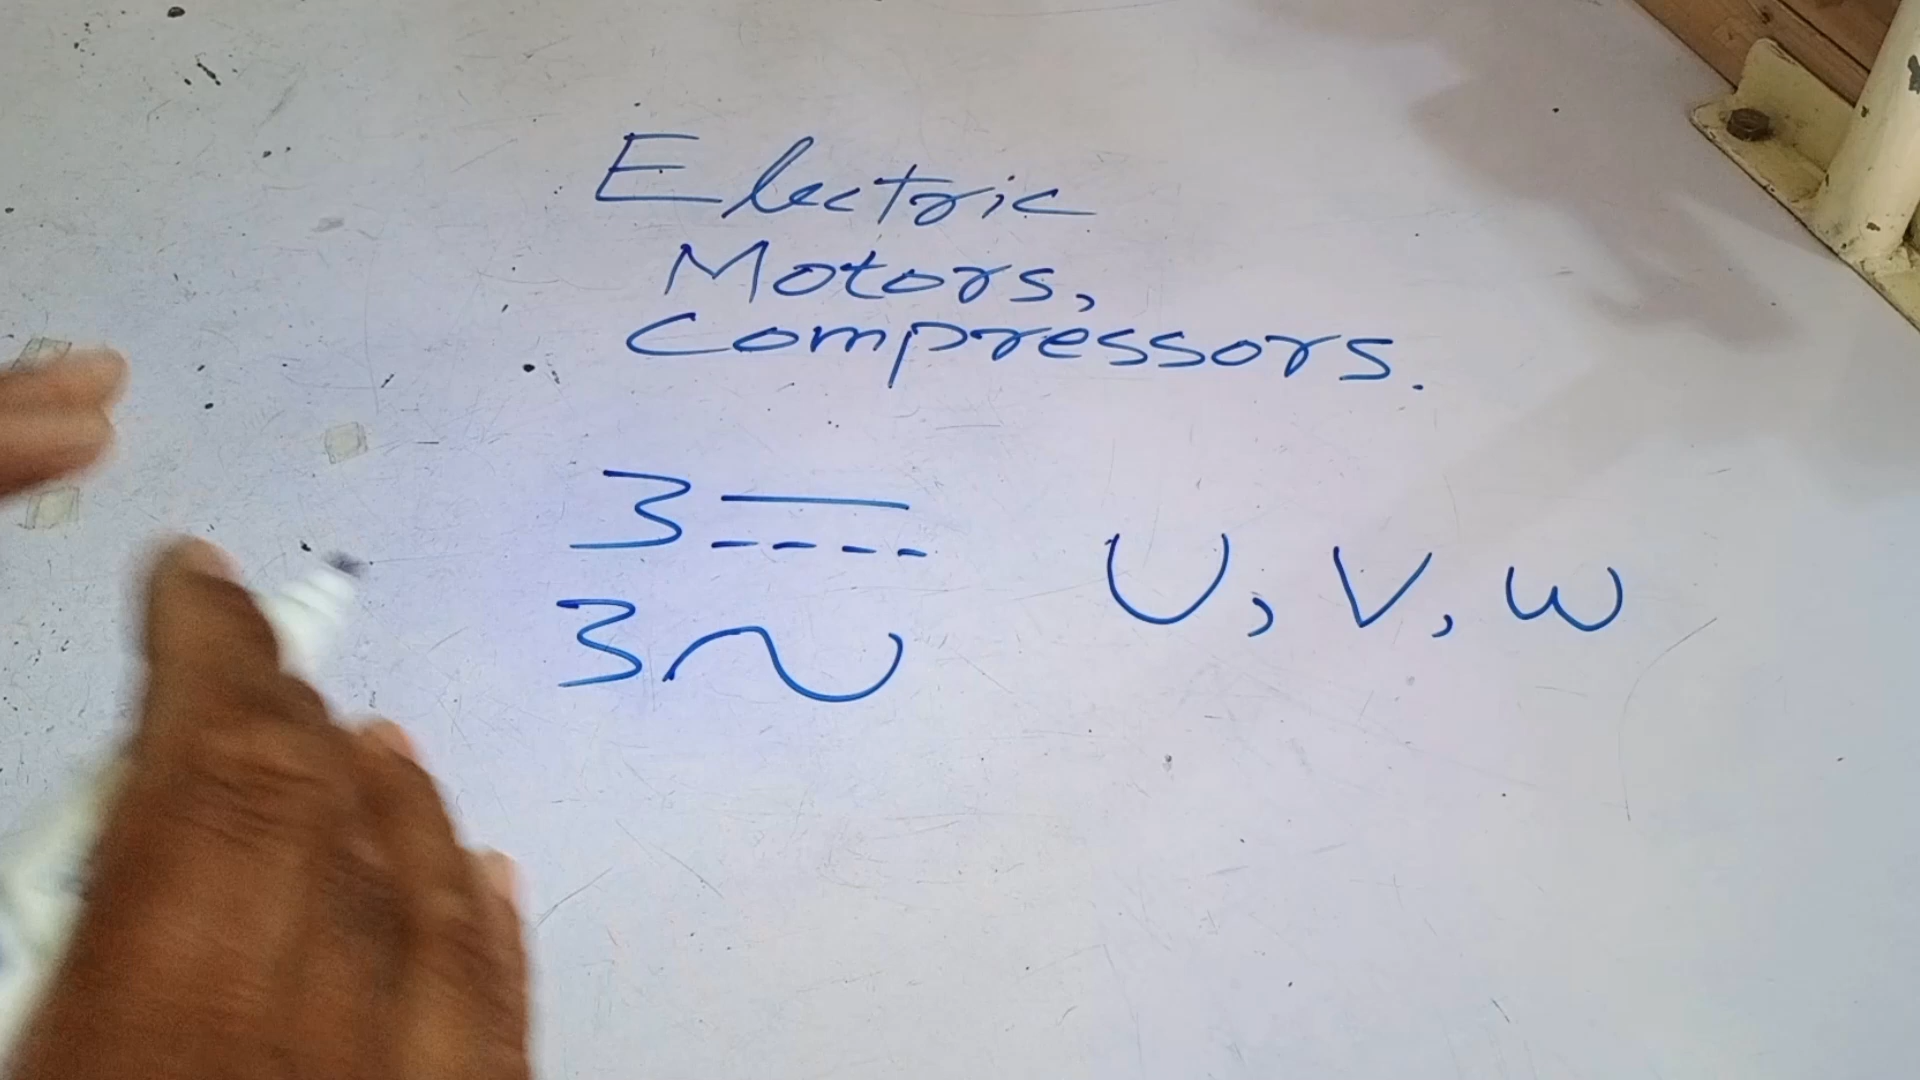 Electric
Motors,
Compressors.
3 ⎓
3~
U, V, W